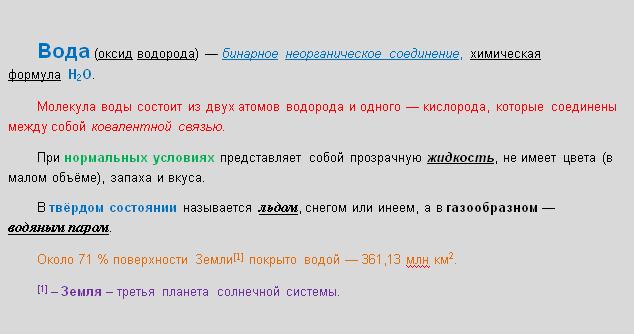 Вода (оксид водорода) — бинарное неорганическое соединение, химическая
формула H₂O.
Молекула воды состоит из двух атомов водорода и одного — кислорода, которые соединены
между собой ковалентной связью.
При нормальных условиях представляет собой прозрачную жидкость, не имеет цвета (в
малом объёме), запаха и вкуса.
В твёрдом состоянии называется льдом, снегом или инеем, а в газообразном —
водяным паром.
Около 71 % поверхности Земли[1] покрыто водой — 361,13 млн км².
[1] – Земля – третья планета солнечной системы.